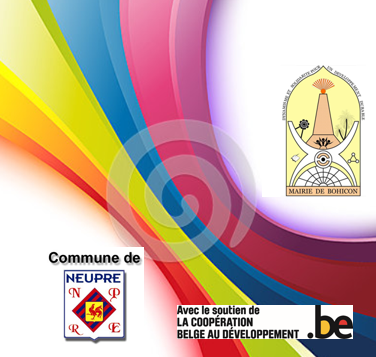 MAIRIE DE BOHICON
Commune de
NEUPRE
N P
R E
Avec le soutien de
LA COOPÉRATION
BELGE AU DÉVELOPPEMENT .be